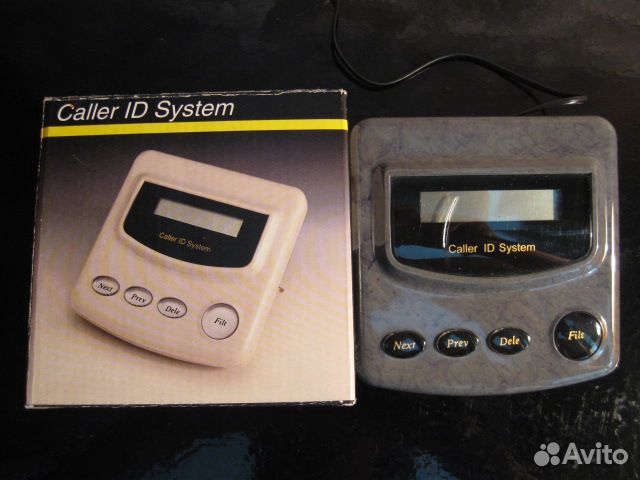 Caller ID System
Caller ID System
Next Prev Dele Filt
Caller ID System
Next Prev Dele Filt
Avito